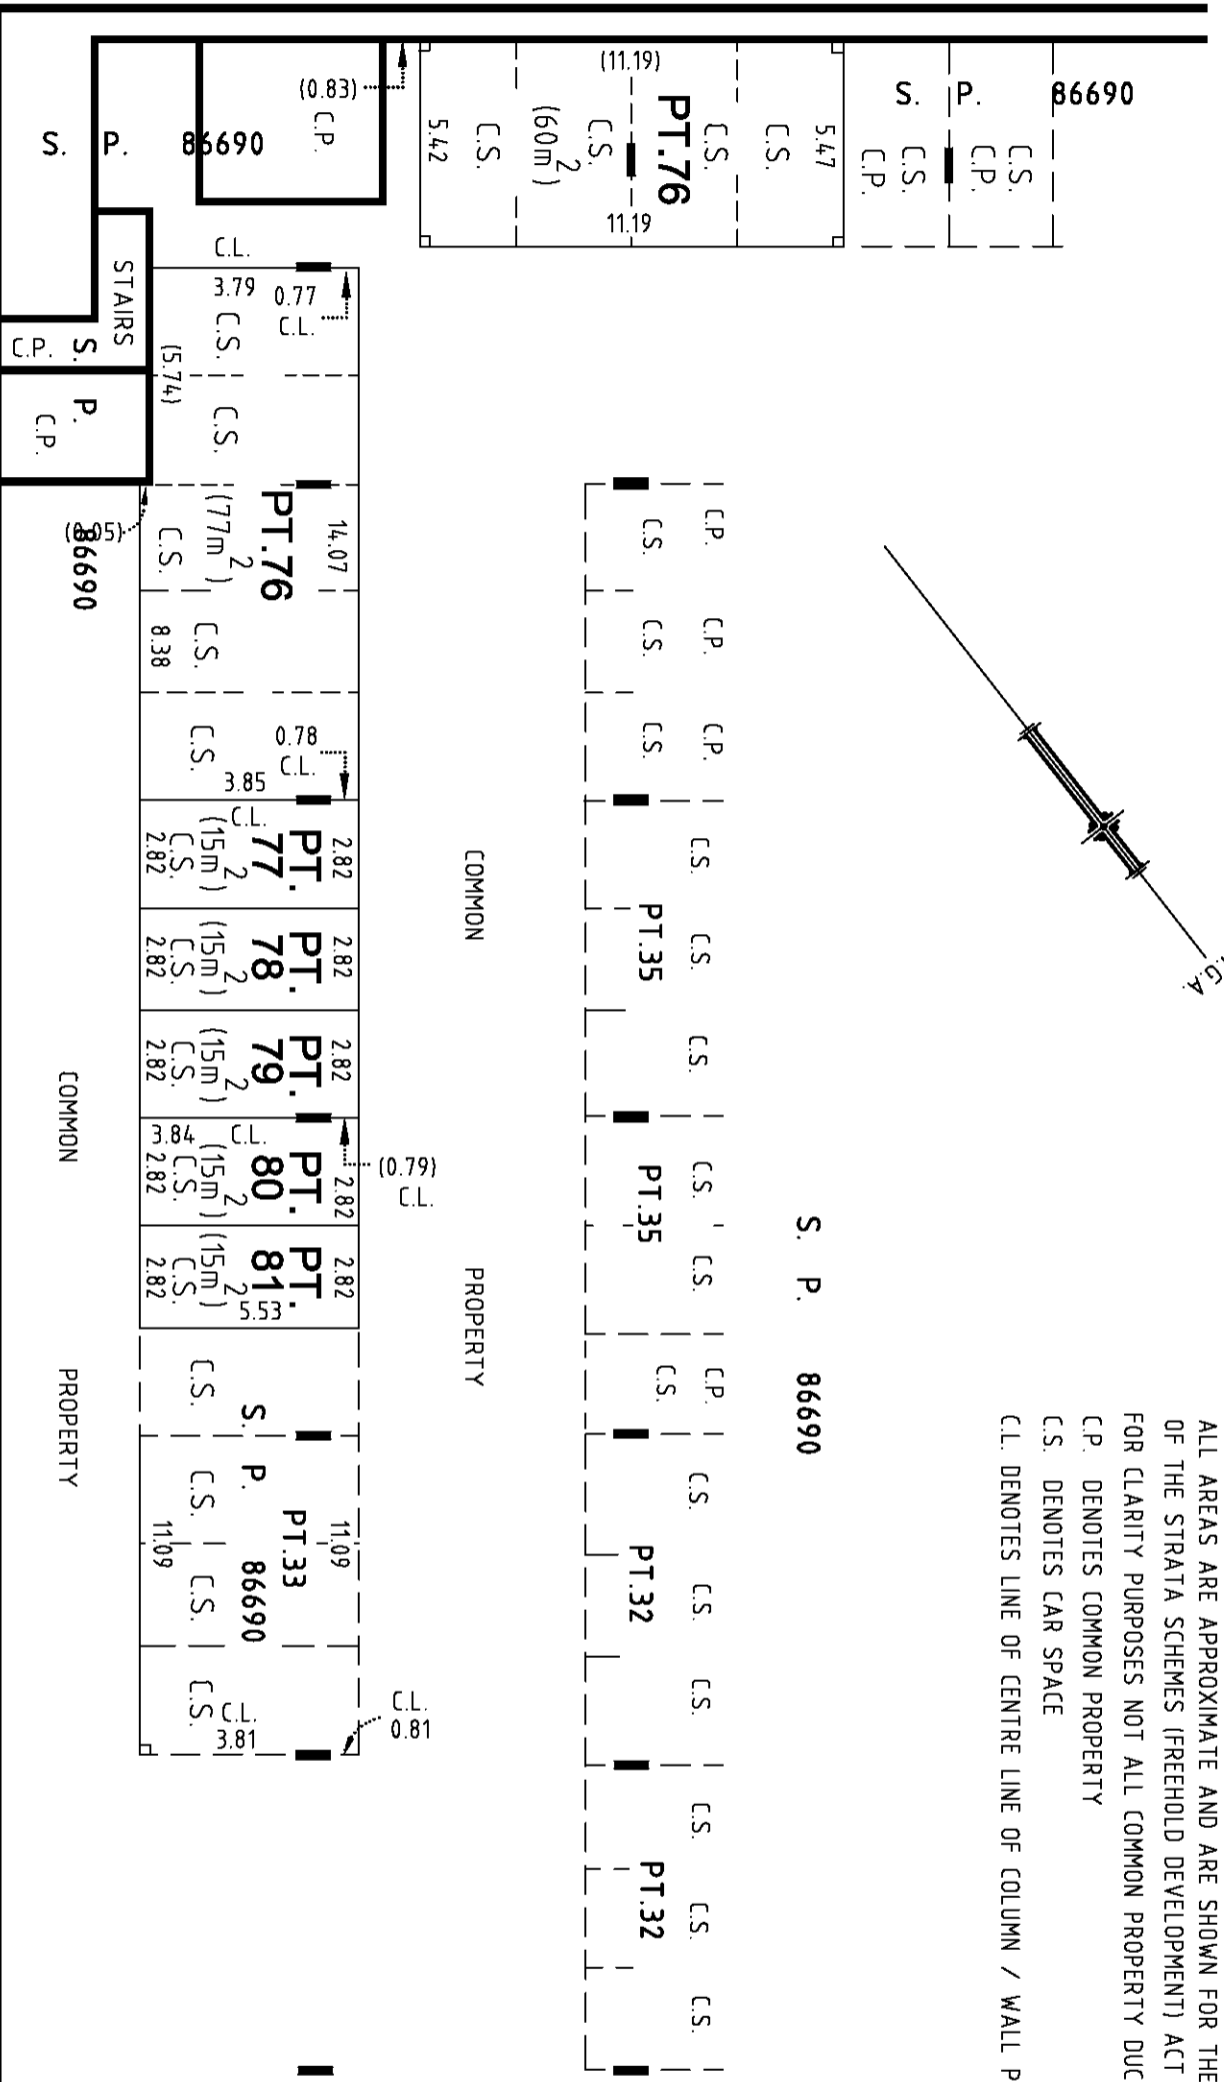 ALL AREAS ARE APPROXIMATE AND ARE SHOWN FOR THE
OF THE STRATA SCHEMES (FREEHOLD DEVELOPMENT) ACT
FOR CLARITY PURPOSES NOT ALL COMMON PROPERTY DUC
C.P. DENOTES COMMON PROPERTY
C.S. DENOTES CAR SPACE
C.L. DENOTES LINE OF CENTRE LINE OF COLUMN / WALL P
G.A.
S. P. 86690
C.S.
C.P.
C.S.
C.P.
5.47
C.S.
C.S.
PT.76
(11.19)
11.19
C.S.
(60m²)
C.S.
5.42
(0.83)
C.P.
S. P. 86690
STAIRS
C.P.
S. P. 86690
C.P.
C.L.
3.79
0.77
C.L.
C.S.
(5.74)
C.S.
14.07
PT.76
(77m²)
C.S.
(0.05)
C.S.
8.38
C.S.
0.78
C.L.
3.85
C.L.
2.82
PT.
77
(15m²)
C.S.
2.82
2.82
PT.
78
(15m²)
C.S.
2.82
2.82
PT.
79
(15m²)
C.S.
2.82
3.84
C.L.
(0.79)
C.L.
2.82
PT.
80
(15m²)
C.S.
2.82
2.82
PT.
81
(15m²)
C.S.
2.82
5.53
C.S.
S. P. 86690
C.S.
PT.33
11.09
11.09
C.S.
C.S.
C.L.
3.81
C.L.
0.81
COMMON PROPERTY
COMMON PROPERTY
C.P.
C.S.
C.P.
C.S.
C.P.
C.S.
C.S.
C.S.
PT.35
C.S.
C.S.
PT.35
C.S.
C.P.
C.S.
S. P. 86690
C.S.
PT.32
C.S.
C.S.
C.S.
PT.32
C.S.
C.S.